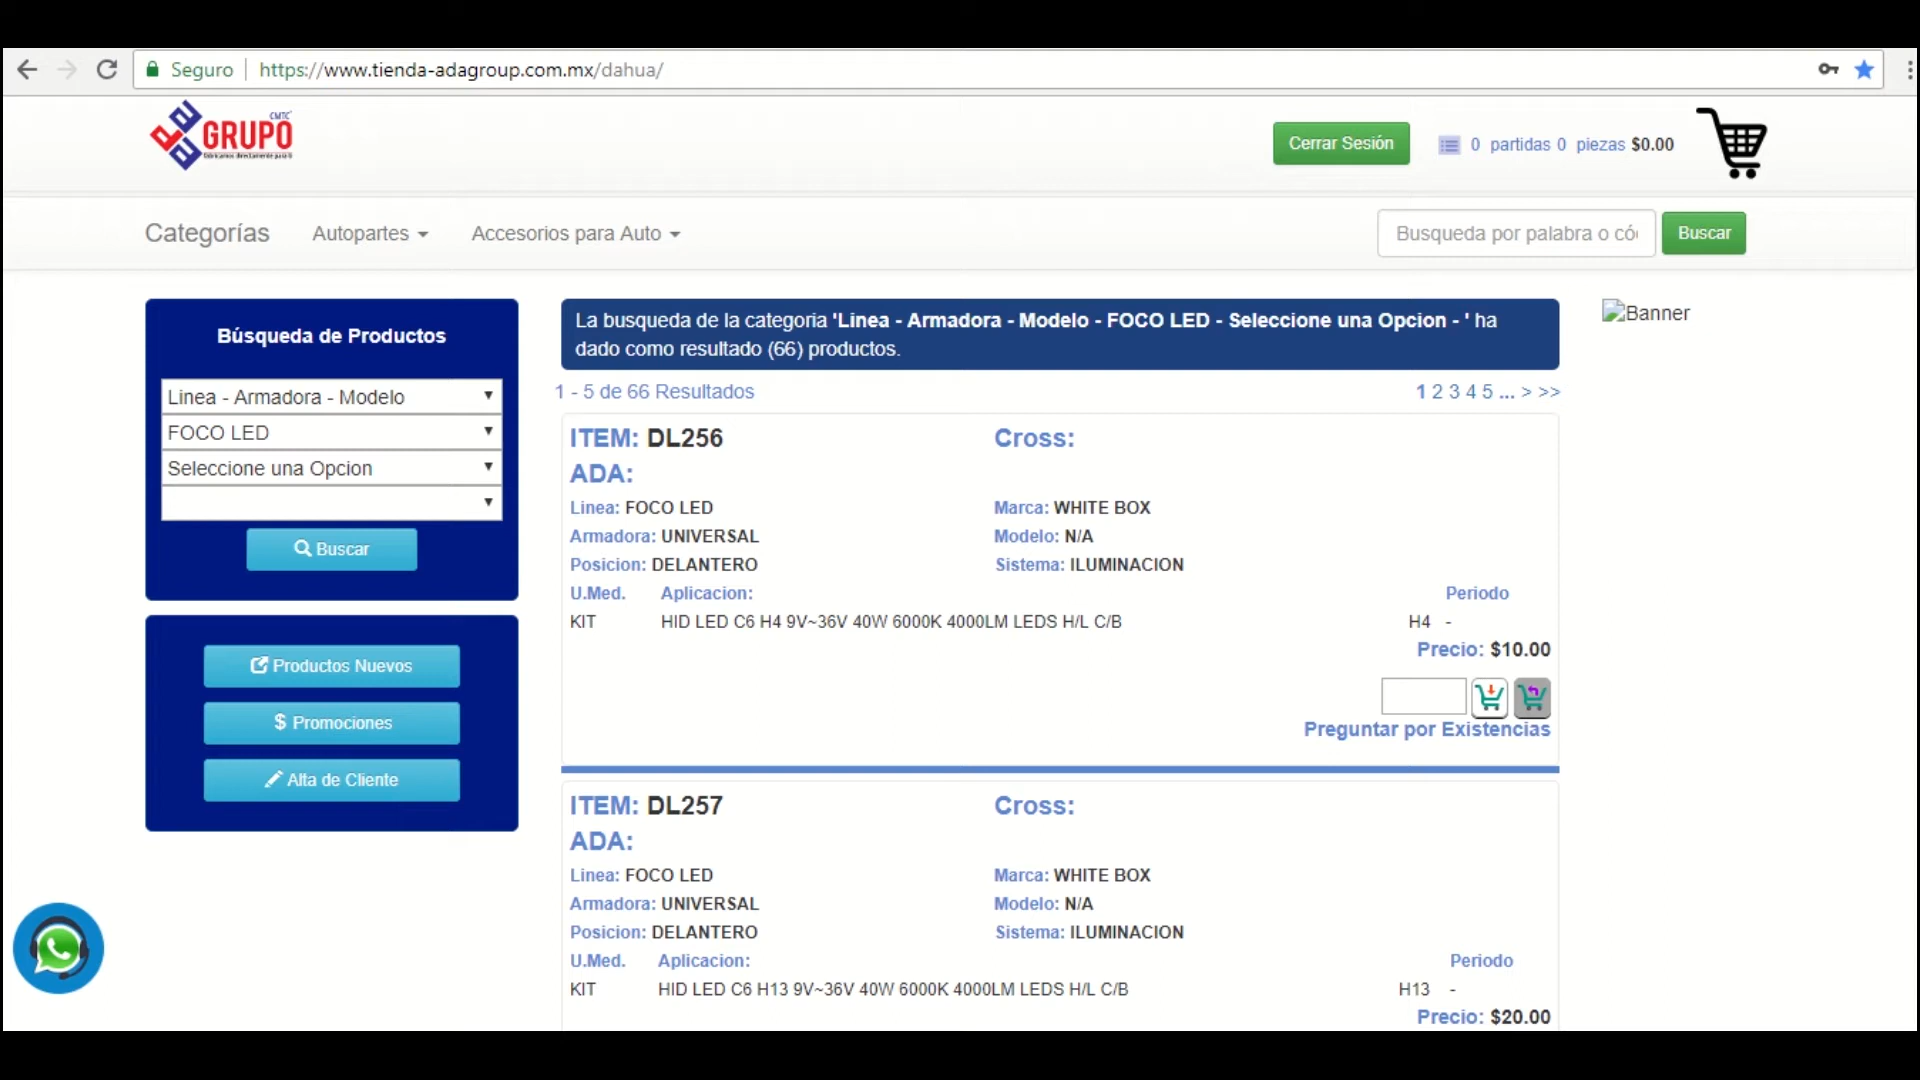 Seguro https://www.tienda-adagroup.com.mx/dahua/
CMTC
GRUPO
Cerrar Sesión
0 partidas 0 piezas $0.00
Categorías
Autopartes
Accesorios para Auto
Busqueda por palabra o có
Buscar
Búsqueda de Productos
Linea - Armadora - Modelo
FOCO LED
Seleccione una Opcion
Buscar
Productos Nuevos
$ Promociones
Alta de Cliente
La busqueda de la categoria 'Linea - Armadora - Modelo - FOCO LED - Seleccione una Opcion - ' ha
dado como resultado (66) productos.
1 - 5 de 66 Resultados
1 2 3 4 5 ... > >>
ITEM: DL256 Cross:
ADA:
Linea: FOCO LED Marca: WHITE BOX
Armadora: UNIVERSAL Modelo: N/A
Posicion: DELANTERO Sistema: ILUMINACION
U.Med. Aplicacion: Periodo
KIT HID LED C6 H4 9V~36V 40W 6000K 4000LM LEDS H/L C/B H4 -
Precio: $10.00
Preguntar por Existencias
ITEM: DL257 Cross:
ADA:
Linea: FOCO LED Marca: WHITE BOX
Armadora: UNIVERSAL Modelo: N/A
Posicion: DELANTERO Sistema: ILUMINACION
U.Med. Aplicacion: Periodo
KIT HID LED C6 H13 9V~36V 40W 6000K 4000LM LEDS H/L C/B H13 -
Precio: $20.00
Banner